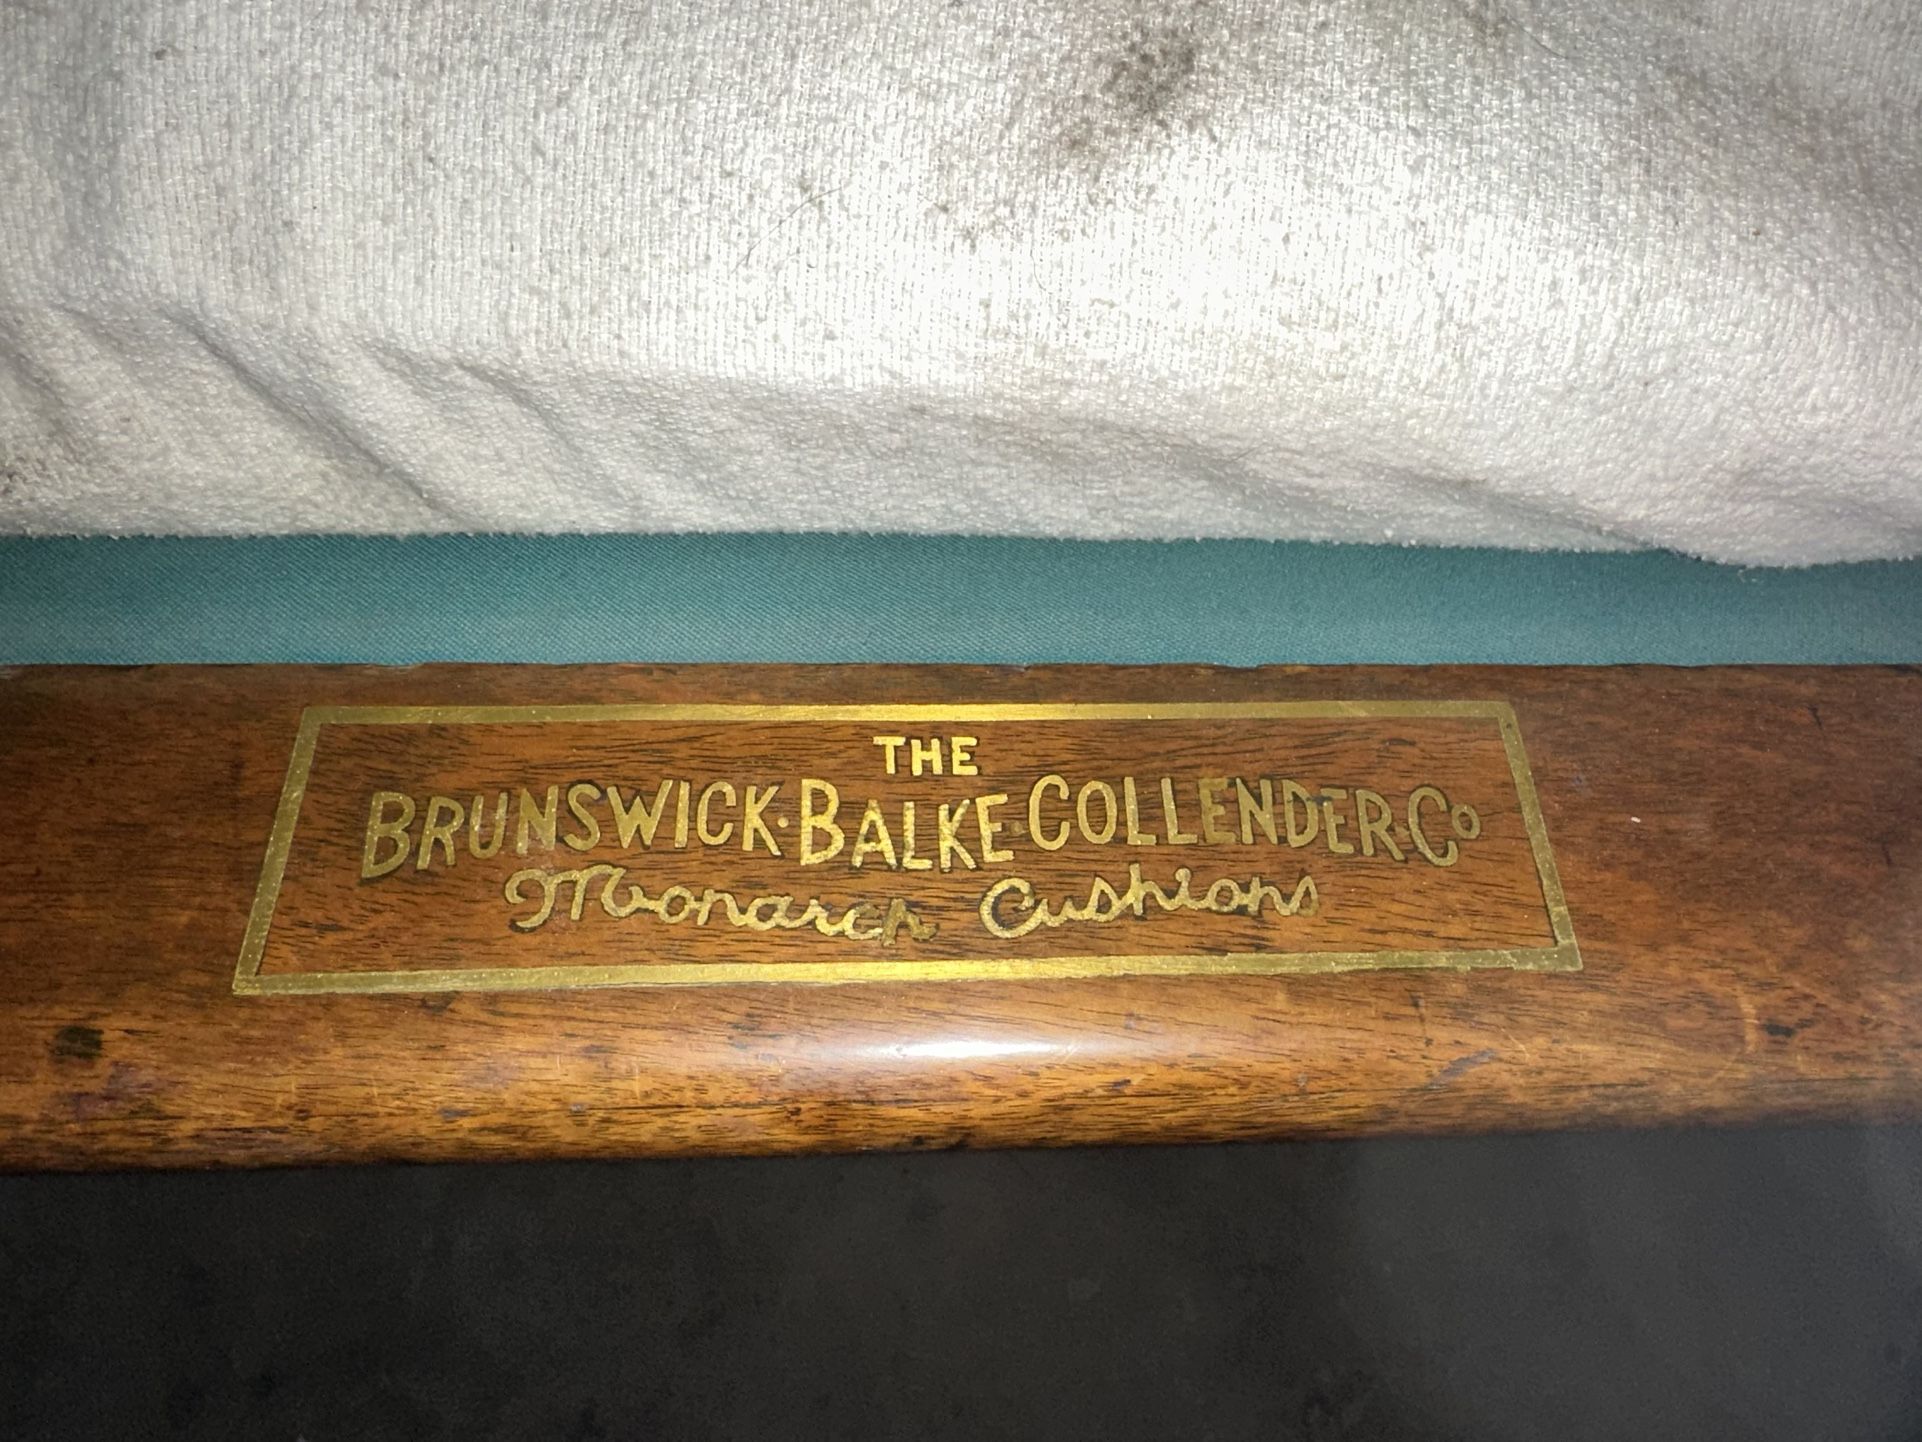 THE
BRUNSWICK·BALKE·COLLENDER·Co
Monarch Cushions